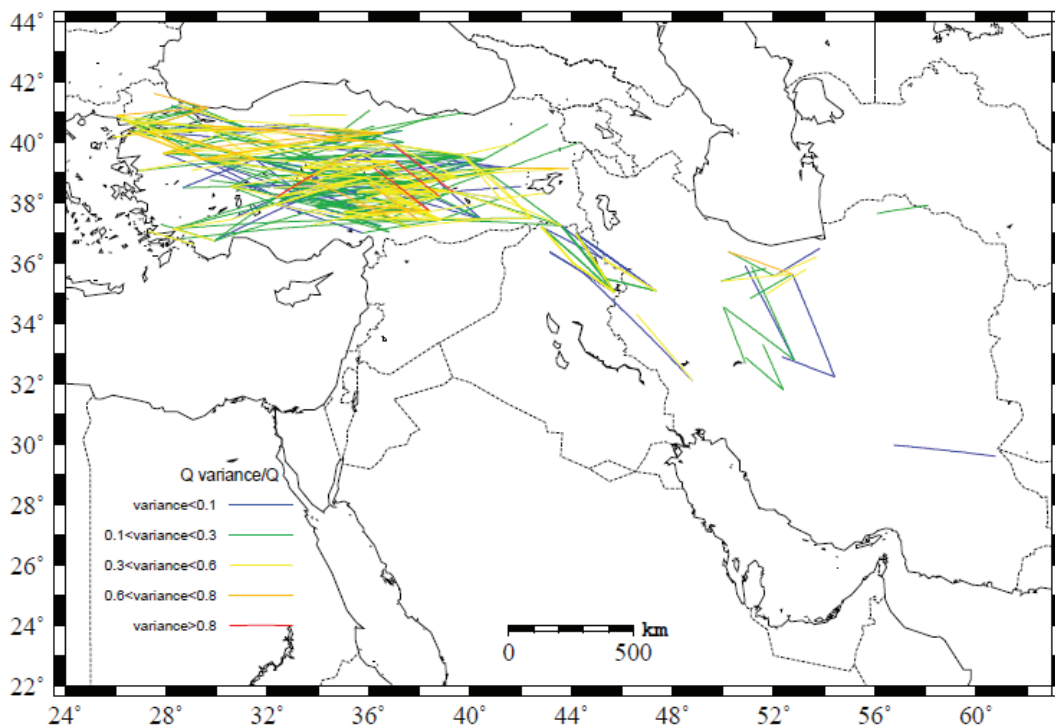 44°
42°
40°
38°
36°
34°
32°
30°
28°
26°
24°
22°
Q variance/Q
variance<0.1
0.1<variance<0.3
0.3<variance<0.6
0.6<variance<0.8
variance>0.8
km
0 500
24° 28° 32° 36° 40° 44° 48° 52° 56° 60°